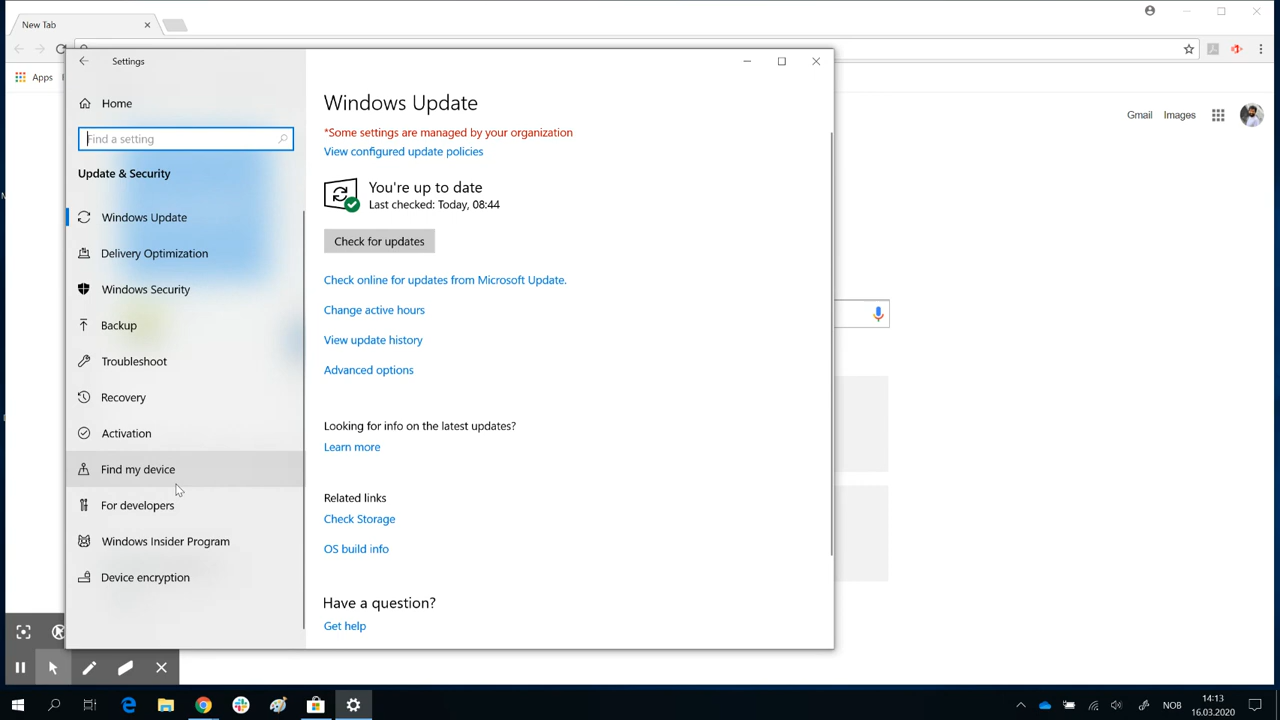 New Tab
Apps
Gmail
Images
Settings
Home
Find a setting
Update & Security
Windows Update
Delivery Optimization
Windows Security
Backup
Troubleshoot
Recovery
Activation
Find my device
For developers
Windows Insider Program
Device encryption
Windows Update
*Some settings are managed by your organization
View configured update policies
You're up to date
Last checked: Today, 08:44
Check for updates
Check online for updates from Microsoft Update.
Change active hours
View update history
Advanced options
Looking for info on the latest updates?
Learn more
Related links
Check Storage
OS build info
Have a question?
Get help
NOB
14:13
16.03.2020